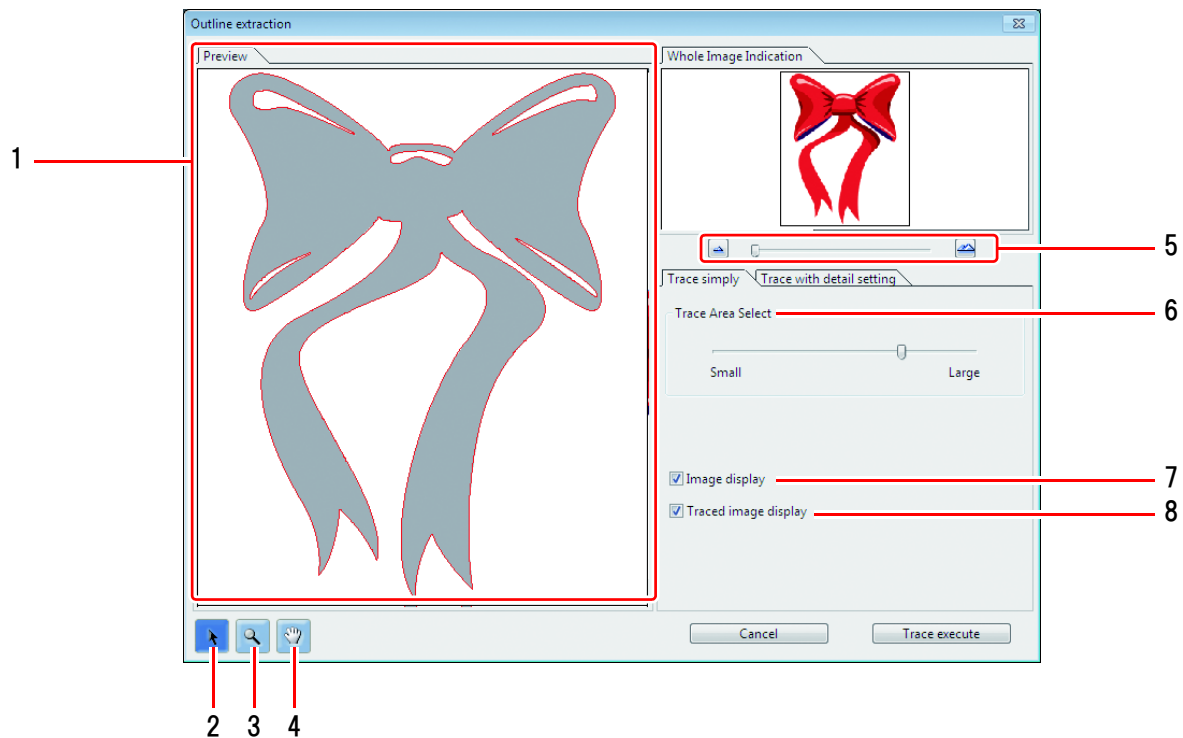 Outline extraction
Preview
Whole Image Indication
1
5
Trace simply
Trace with detail setting
Trace Area Select
6
Small
Large
Image display
7
Traced image display
8
Cancel
Trace execute
2
3
4